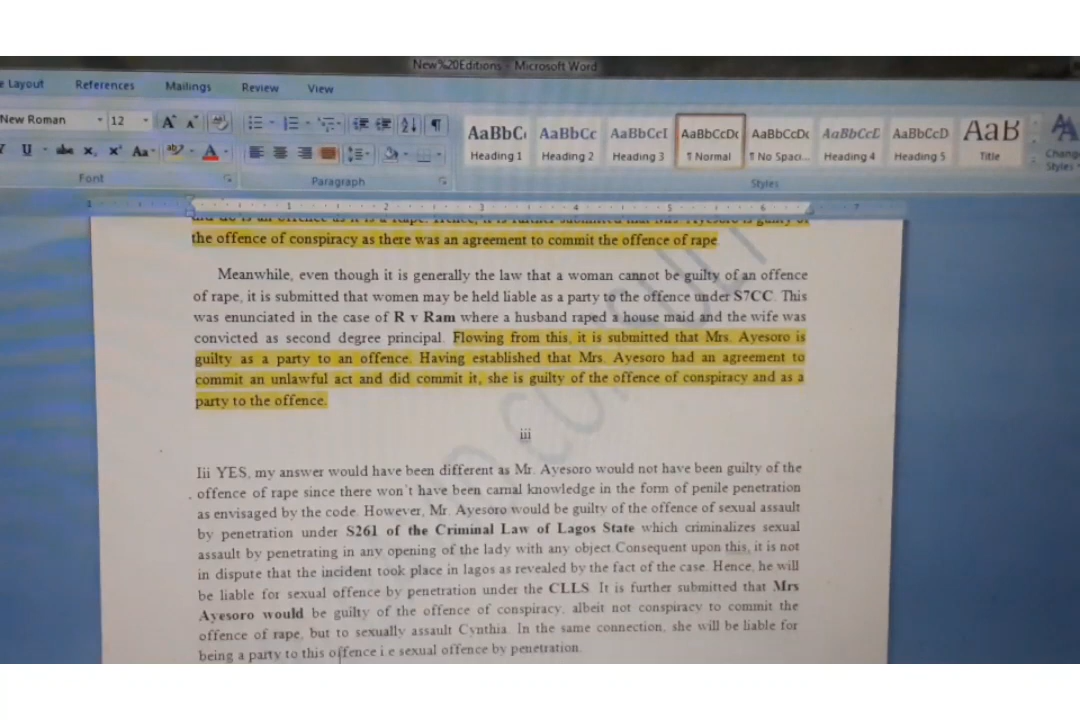 New%20Editions - Microsoft Word
e Layout References Mailings Review View
New Roman 12 A A
U abc x, x' Aa A
AaBbC AaBbCc AaBbCcI AaBbCcDc AaBbCcDc AaBbCcD AaBbCcD AaB
Heading 1 Heading 2 Heading 3 ¶ Normal ¶ No Spaci... Heading 4 Heading 5 Title Chang
Styles
Font Paragraph Styles
1 2 3 4 5 6 7
the offence of conspiracy as there was an agreement to commit the offence of rape
Meanwhile, even though it is generally the law that a woman cannot be guilty of an offence
of rape, it is submitted that women may be held liable as a party to the offence under S7CC. This
was enunciated in the case of R v Ram where a husband raped a house maid and the wife was
convicted as second degree principal. Flowing from this, it is submitted that Mrs. Ayesoro is
guilty as a party to an offence. Having established that Mrs. Ayesoro had an agreement to
commit an unlawful act and did commit it, she is guilty of the offence of conspiracy and as a
party to the offence.
iii
Iii YES, my answer would have been different as Mr. Ayesoro would not have been guilty of the
offence of rape since there won't have been carnal knowledge in the form of penile penetration
as envisaged by the code. However, Mr. Ayesoro would be guilty of the offence of sexual assault
by penetration under S261 of the Criminal Law of Lagos State which criminalizes sexual
assault by penetrating in any opening of the lady with any object.Consequent upon this, it is not
in dispute that the incident took place in lagos as revealed by the fact of the case. Hence, he will
be liable for sexual offence by penetration under the CLLS. It is further submitted that Mrs
Ayesoro would be guilty of the offence of conspiracy, albeit not conspiracy to commit the
offence of rape, but to sexually assault Cynthia. In the same connection, she will be liable for
being a party to this offence i.e sexual offence by penetration.